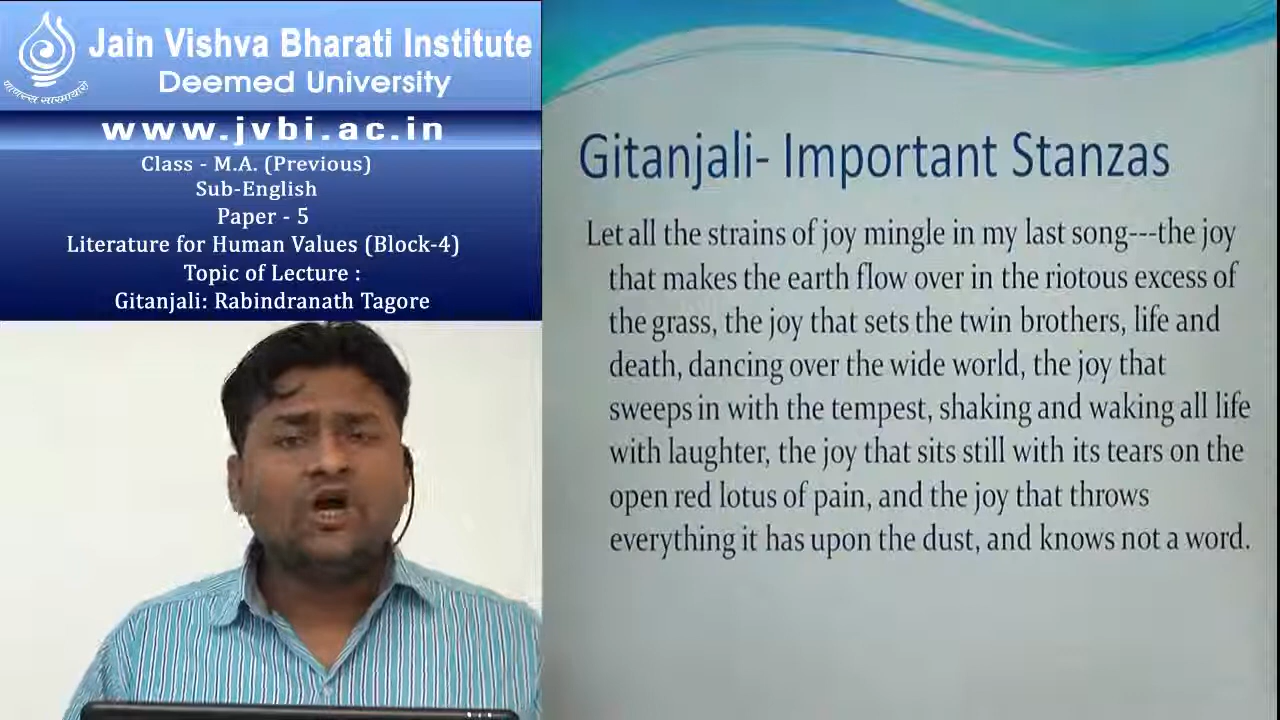 Jain Vishva Bharati Institute
Deemed University
www.jvbi.ac.in
Class - M.A. (Previous)
Sub-English
Paper - 5
Literature for Human Values (Block-4)
Topic of Lecture :
Gitanjali: Rabindranath Tagore
Gitanjali- Important Stanzas
Let all the strains of joy mingle in my last song---the joy
that makes the earth flow over in the riotous excess of
the grass, the joy that sets the twin brothers, life and
death, dancing over the wide world, the joy that
sweeps in with the tempest, shaking and waking all life
with laughter, the joy that sits still with its tears on the
open red lotus of pain, and the joy that throws
everything it has upon the dust, and knows not a word.